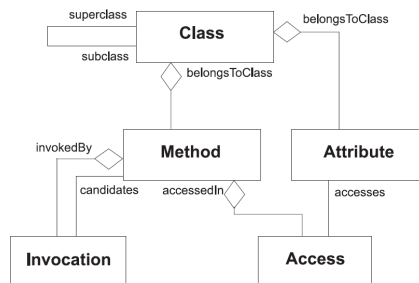 superclass
Class
subclass
belongsToClass
belongsToClass
invokedBy
Method
Attribute
candidates
accessedIn
accesses
Invocation
Access